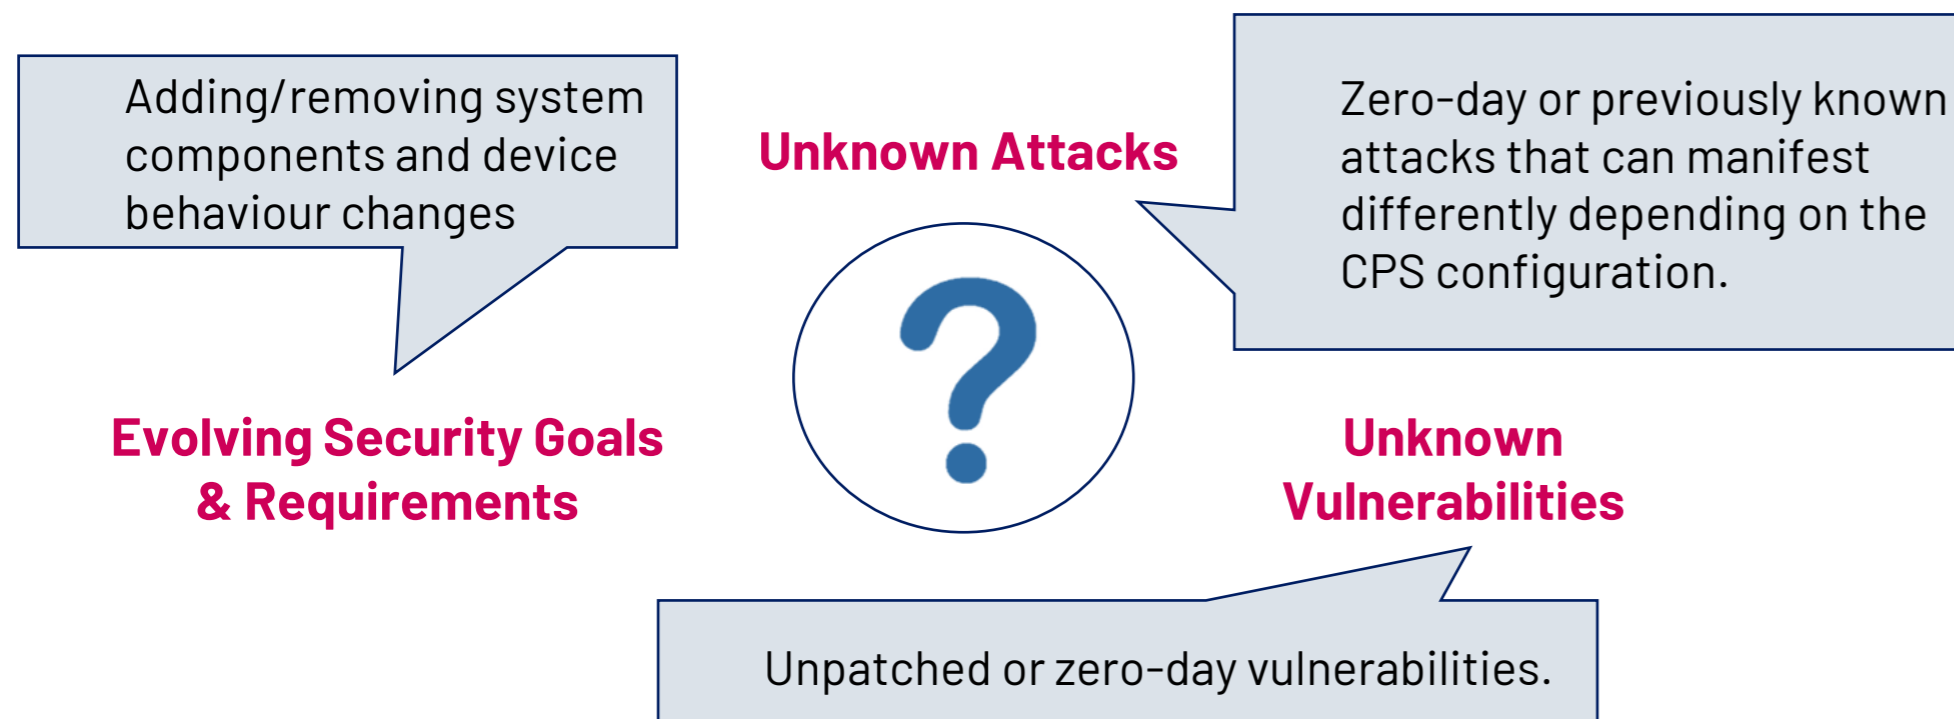 Adding/removing system
components and device
behaviour changes
Unknown Attacks
Zero-day or previously known
attacks that can manifest
differently depending on the
CPS configuration.
?
Evolving Security Goals
& Requirements
Unknown
Vulnerabilities
Unpatched or zero-day vulnerabilities.